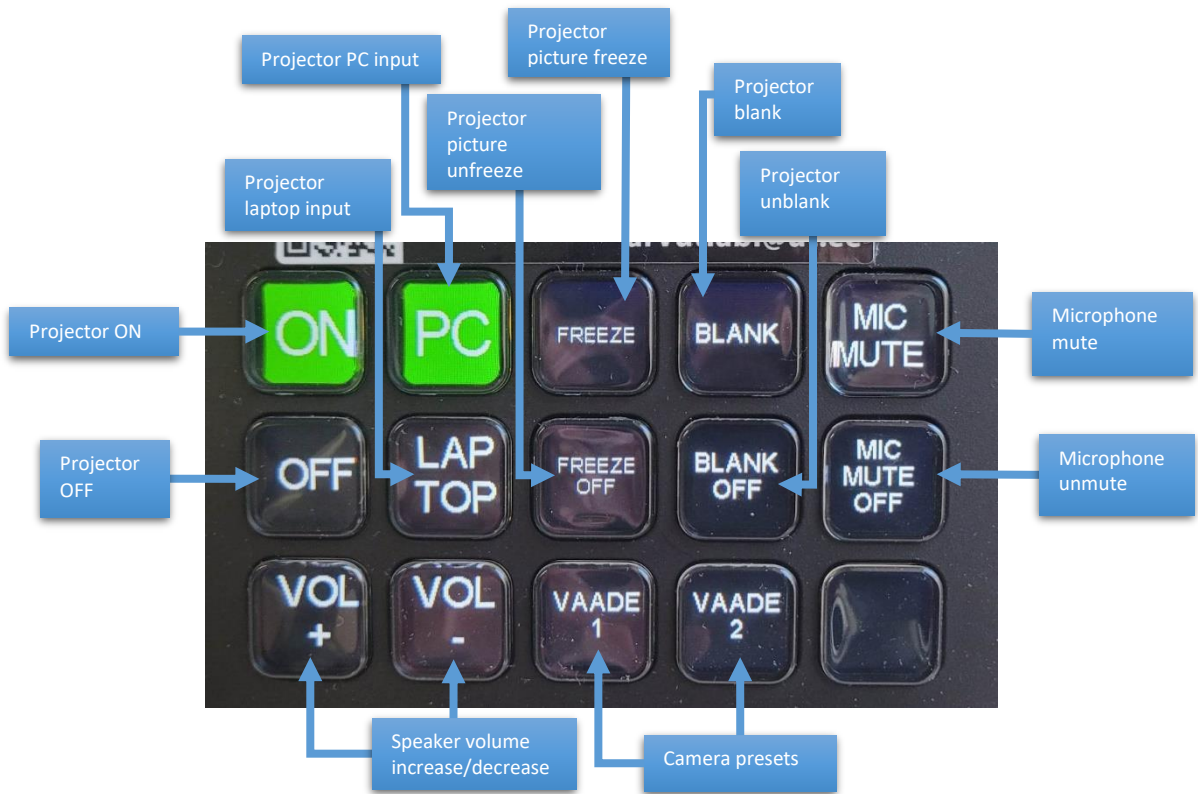 Projector
picture freeze
Projector PC input
Projector
blank
Projector
picture
unfreeze
Projector
laptop input
Projector
unblank
ON
PC
FREEZE
BLANK
MIC
MUTE
Projector ON
Microphone
mute
OFF
LAP
TOP
FREEZE
OFF
BLANK
OFF
MIC
MUTE
OFF
Projector
OFF
Microphone
unmute
VOL
+
VOL
-
VAADE
1
VAADE
2
Speaker volume
increase/decrease
Camera presets